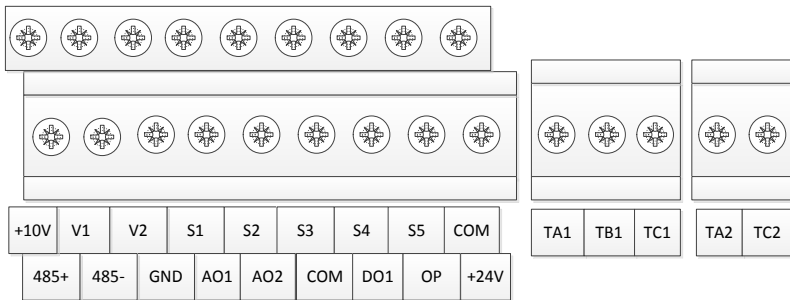 +10V V1 V2 S1 S2 S3 S4 S5 COM TA1 TB1 TC1 TA2 TC2
485+ 485- GND AO1 AO2 COM DO1 OP +24V